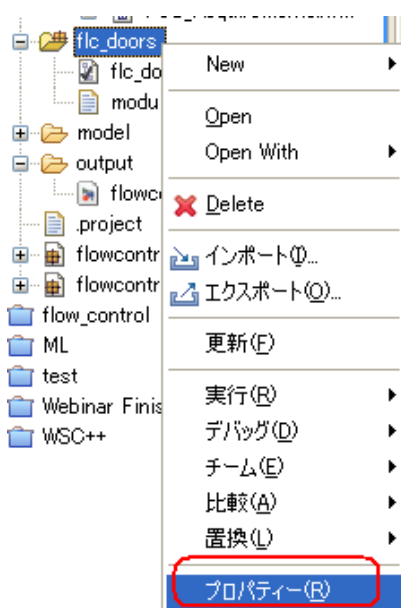 flc_doors
flc_do
modu
model
output
flowco
.project
flowcontr
flowcontr
flow_control
ML
test
Webinar Finis
WSC++
New
Open
Open With
Delete
インポート(I)...
エクスポート(O)...
更新(F)
実行(R)
デバッグ(D)
チーム(E)
比較(A)
置換(L)
プロパティー(R)